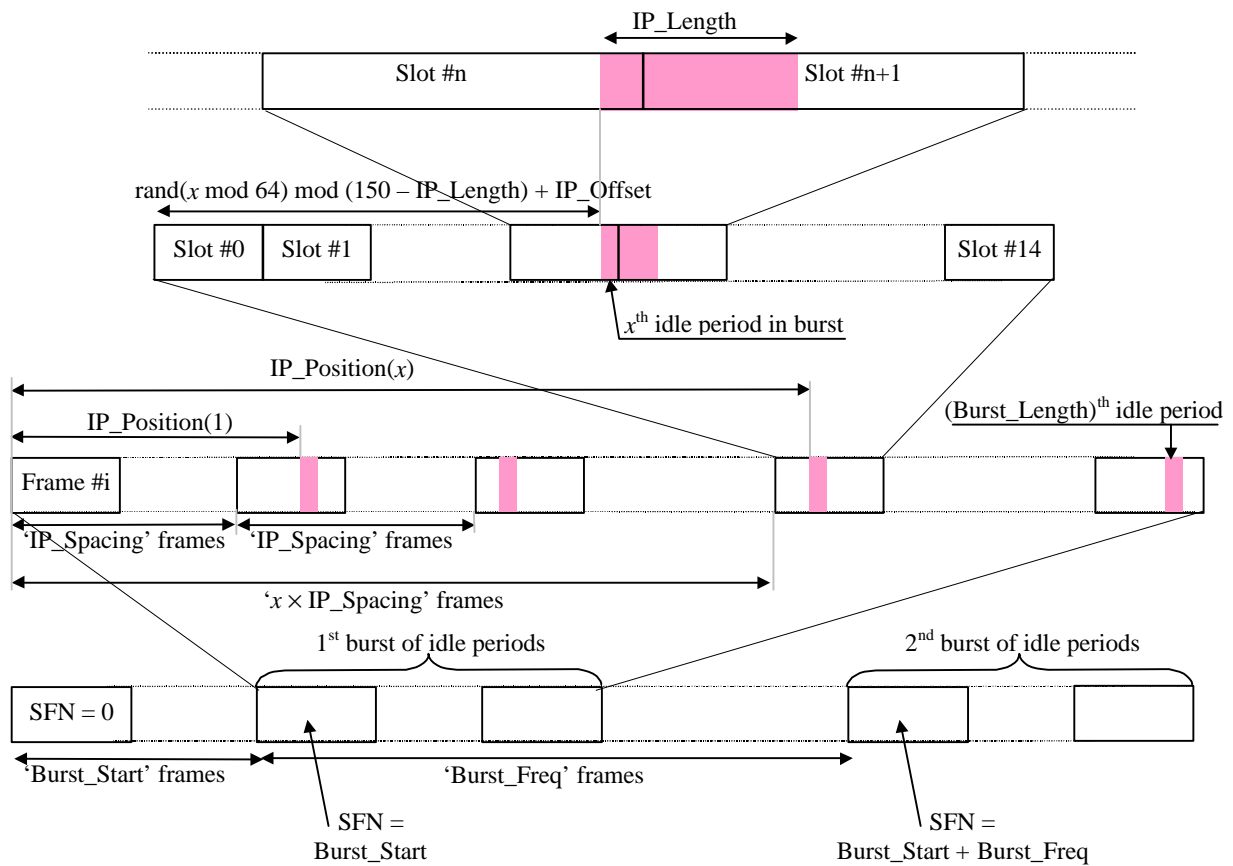 IP_Length
Slot #n
Slot #n+1
rand(x mod 64) mod (150 – IP_Length) + IP_Offset
Slot #0
Slot #1
Slot #14
xth idle period in burst
IP_Position(x)
(Burst_Length)th idle period
IP_Position(1)
Frame #i
‘IP_Spacing’ frames
‘IP_Spacing’ frames
‘x × IP_Spacing’ frames
1st burst of idle periods
2nd burst of idle periods
SFN = 0
‘Burst_Start’ frames
‘Burst_Freq’ frames
SFN =
Burst_Start
SFN =
Burst_Start + Burst_Freq